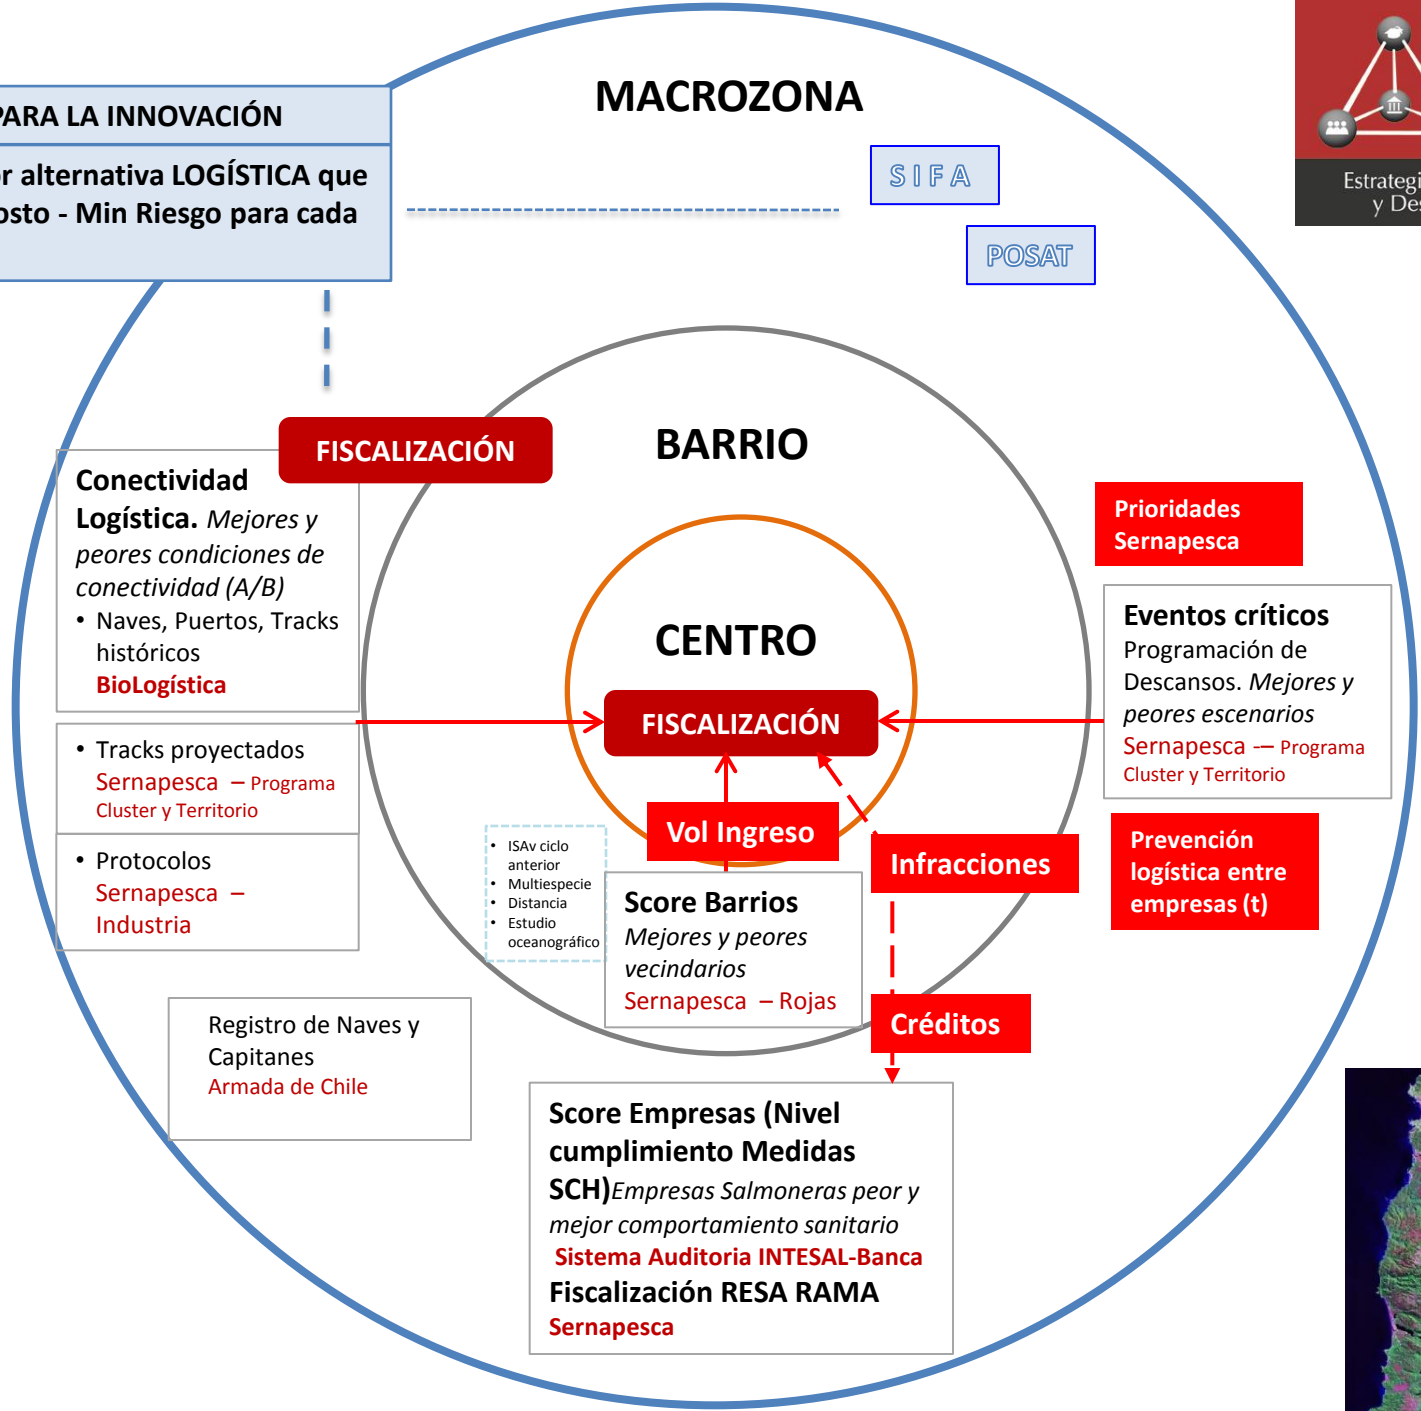 MACROZONA
PARA LA INNOVACIÓN
alternativa LOGÍSTICA que
- Min Riesgo para cada
S I F A
POSAT
y
FISCALIZACIÓN
BARRIO
Conectividad
Logística. Mejores y
peores condiciones de
conectividad (A/B)
• Naves, Puertos, Tracks
históricos
BioLogística
• Tracks proyectados
Sernapesca – Programa
Cluster y Territorio
• Protocolos
Sernapesca –
Industria
Registro de Naves y
Capitanes
Armada de Chile
CENTRO
FISCALIZACIÓN
Vol Ingreso
• ISAv ciclo
anterior
• Multiespecie
• Distancia
• Estudio
oceanográfico
Score Barrios
Mejores y peores
vecindarios
Sernapesca – Rojas
Infracciones
Créditos
Prioridades
Sernapesca
Eventos críticos
Programación de
Descansos. Mejores y
peores escenarios
Sernapesca -– Programa
Cluster y Territorio
Prevención
logística entre
empresas (t)
Score Empresas (Nivel
cumplimiento Medidas
SCH)Empresas Salmoneras peor y
mejor comportamiento sanitario
Sistema Auditoria INTESAL-Banca
Fiscalización RESA RAMA
Sernapesca